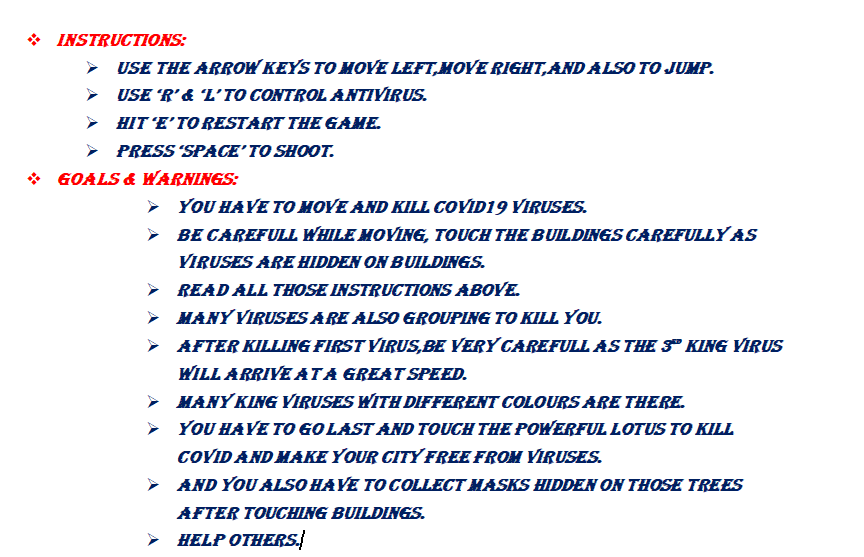 INSTRUCTIONS:
USE THE ARROW KEYS TO MOVE LEFT,MOVE RIGHT,AND ALSO TO JUMP.
USE ‘R’ & ‘L’ TO CONTROL ANTIVIRUS.
HIT ‘E’ TO RESTART THE GAME.
PRESS ‘SPACE’ TO SHOOT.
GOALS & WARNINGS:
YOU HAVE TO MOVE AND KILL COVID19 VIRUSES.
BE CAREFULL WHILE MOVING, TOUCH THE BUILDINGS CAREFULLY AS
VIRUSES ARE HIDDEN ON BUILDINGS.
READ ALL THOSE INSTRUCTIONS ABOVE.
MANY VIRUSES ARE ALSO GROUPING TO KILL YOU.
AFTER KILLING FIRST VIRUS,BE VERY CAREFULL AS THE 3RD KING VIRUS
WILL ARRIVE AT A GREAT SPEED.
MANY KING VIRUSES WITH DIFFERENT COLOURS ARE THERE.
YOU HAVE TO GO LAST AND TOUCH THE POWERFUL LOTUS TO KILL
COVID AND MAKE YOUR CITY FREE FROM VIRUSES.
AND YOU ALSO HAVE TO COLLECT MASKS HIDDEN ON THOSE TREES
AFTER TOUCHING BUILDINGS.
HELP OTHERS.